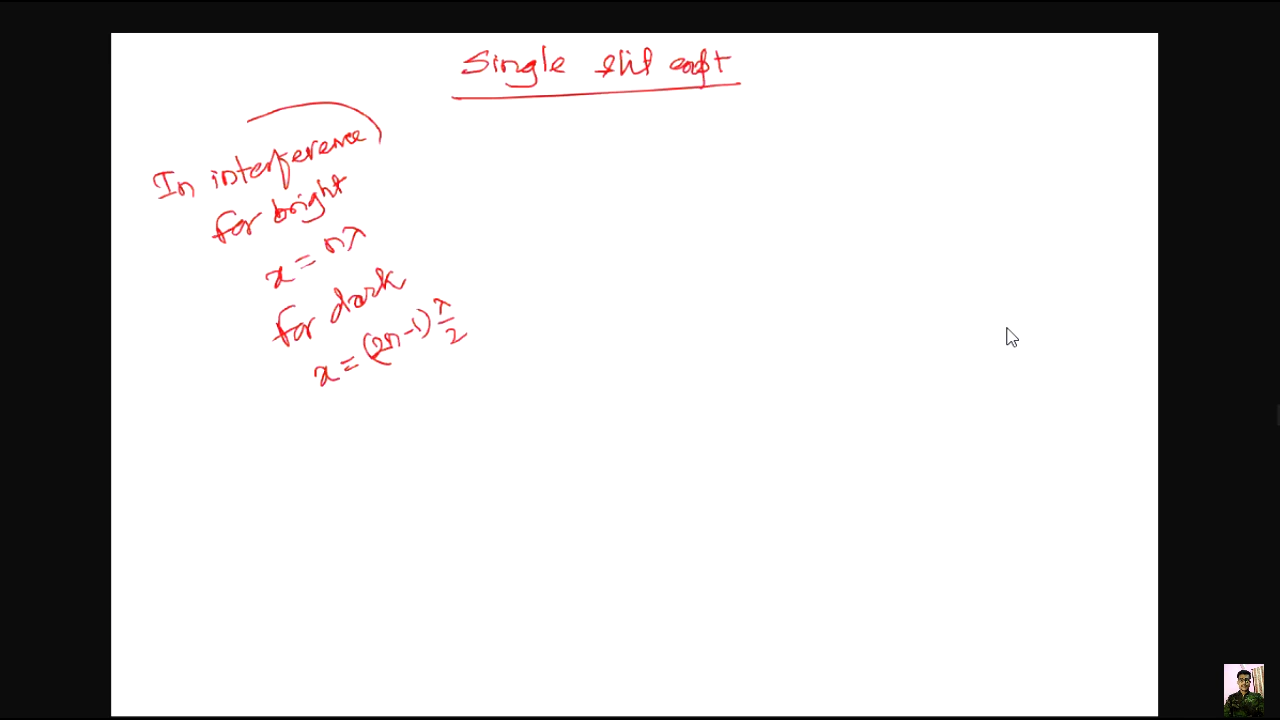 Single slit expt
In interference
for bright
x = nλ
for dark
x = (2n-1) λ/2